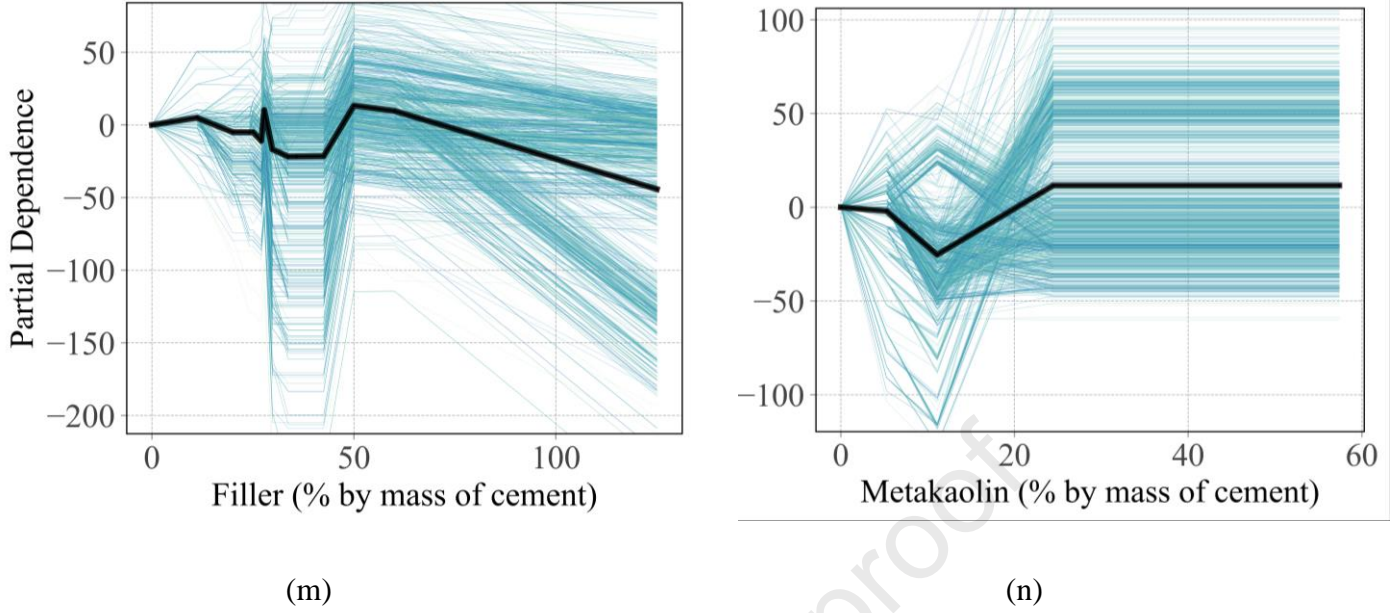 50
0
−50
−100
−150
−200
Partial Dependence
0 50 100
Filler (% by mass of cement)
(m)
100
50
0
−50
−100
0 20 40 60
Metakaolin (% by mass of cement)
(n)
proof